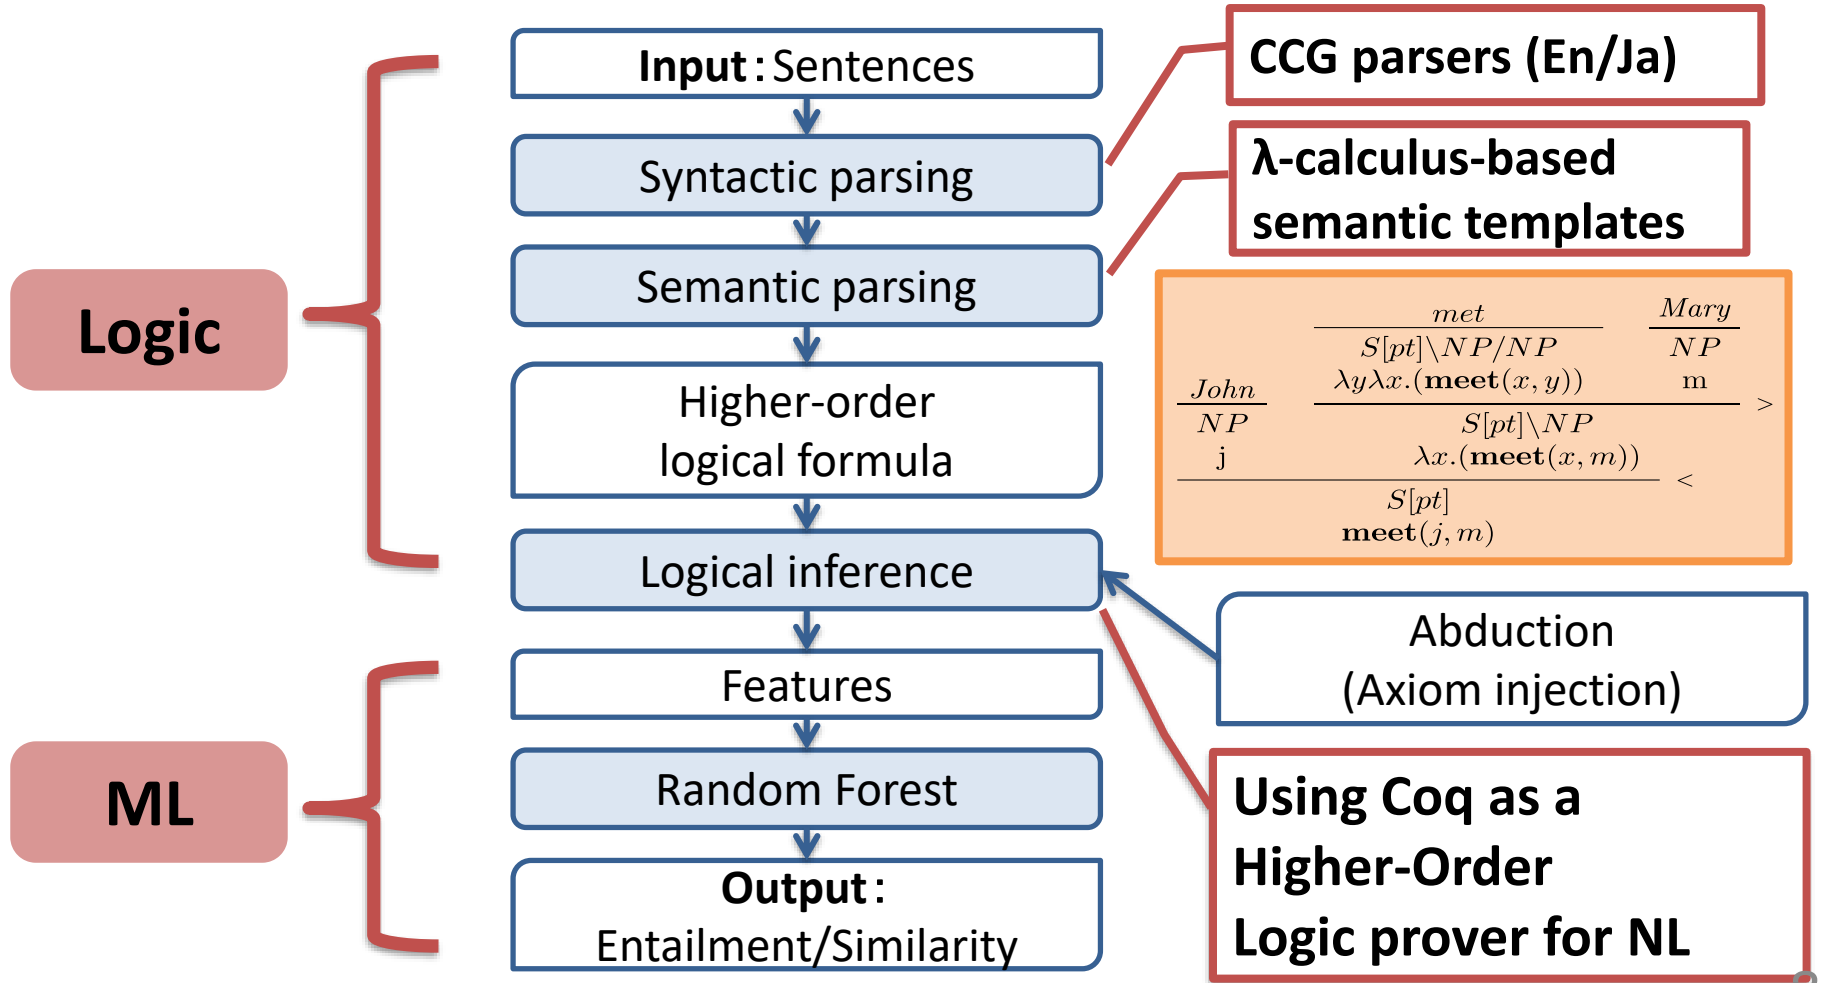 Input:Sentences
Syntactic parsing
Semantic parsing
Higher-order
logical formula
Logical inference
Features
Random Forest
Output:
Entailment/Similarity
Logic
ML
CCG parsers (En/Ja)
λ-calculus-based
semantic templates
met Mary
S[pt]\NP/NP NP
λyλx.(meet(x, y)) m
John >
NP S[pt]\NP
j λx.(meet(x, m))
<
S[pt]
meet(j, m)
Abduction
(Axiom injection)
Using Coq as a
Higher-Order
Logic prover for NL